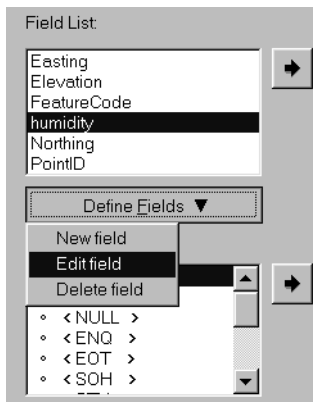 Field List:
Easting
Elevation
FeatureCode
humidity
Northing
PointID
Define Fields ▼
New field
Edit field
Delete field
° < NULL >
° < ENQ >
° < EOT >
° < SOH >